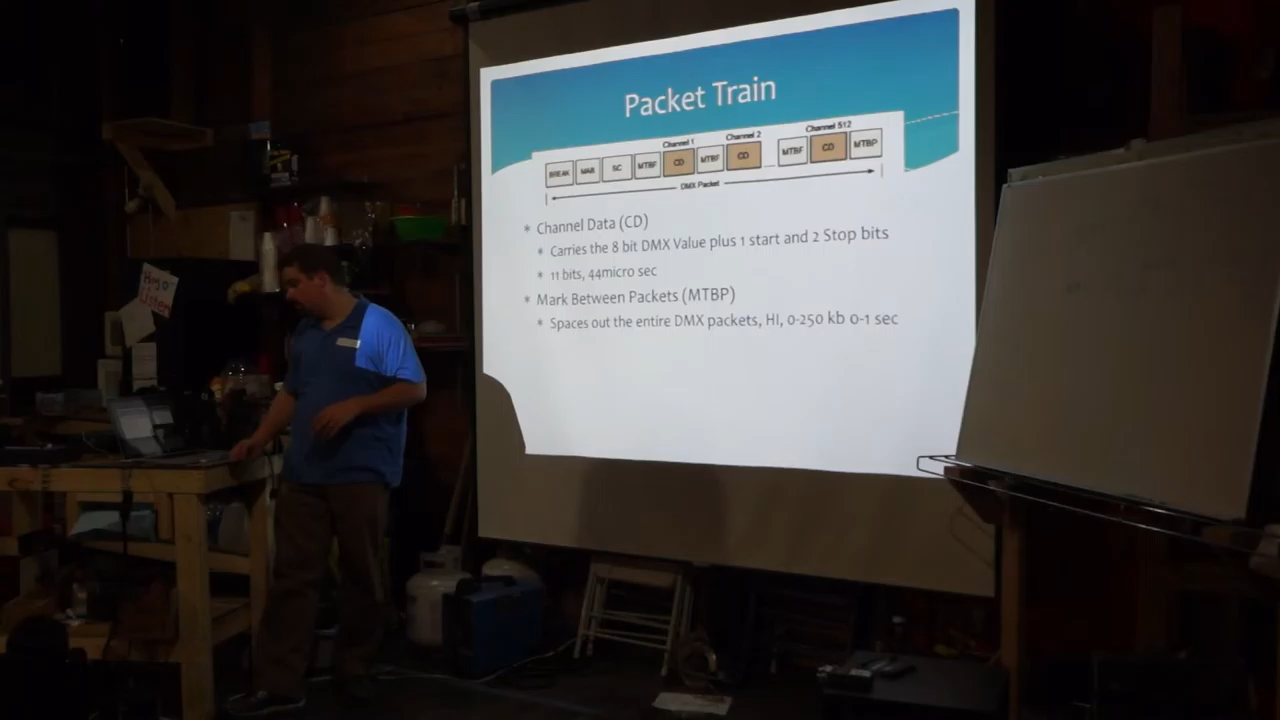 Packet Train
Channel 1 Channel 2 Channel 512
BREAK MAB SC MTBF CD MTBF CD MTBF CD MTBP
DMX Packet
* Channel Data (CD)
* Carries the 8 bit DMX Value plus 1 start and 2 Stop bits
* 11 bits, 44micro sec
* Mark Between Packets (MTBP)
* Spaces out the entire DMX packets, HI, 0-250 kb 0-1 sec
Listen